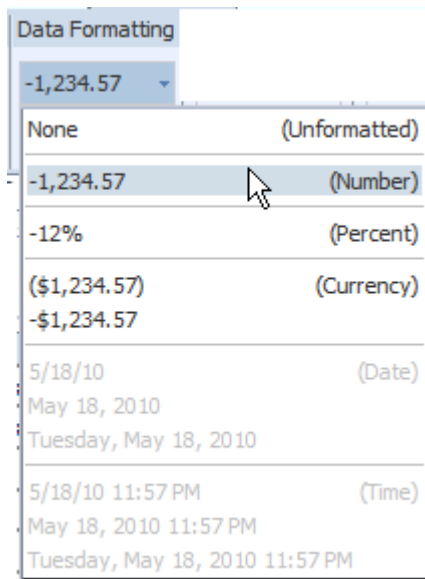 Data Formatting
-1,234.57
None (Unformatted)
-1,234.57 (Number)
-12% (Percent)
($1,234.57) (Currency)
-$1,234.57
5/18/10 (Date)
May 18, 2010
Tuesday, May 18, 2010
5/18/10 11:57 PM (Time)
May 18, 2010 11:57 PM
Tuesday, May 18, 2010 11:57 PM